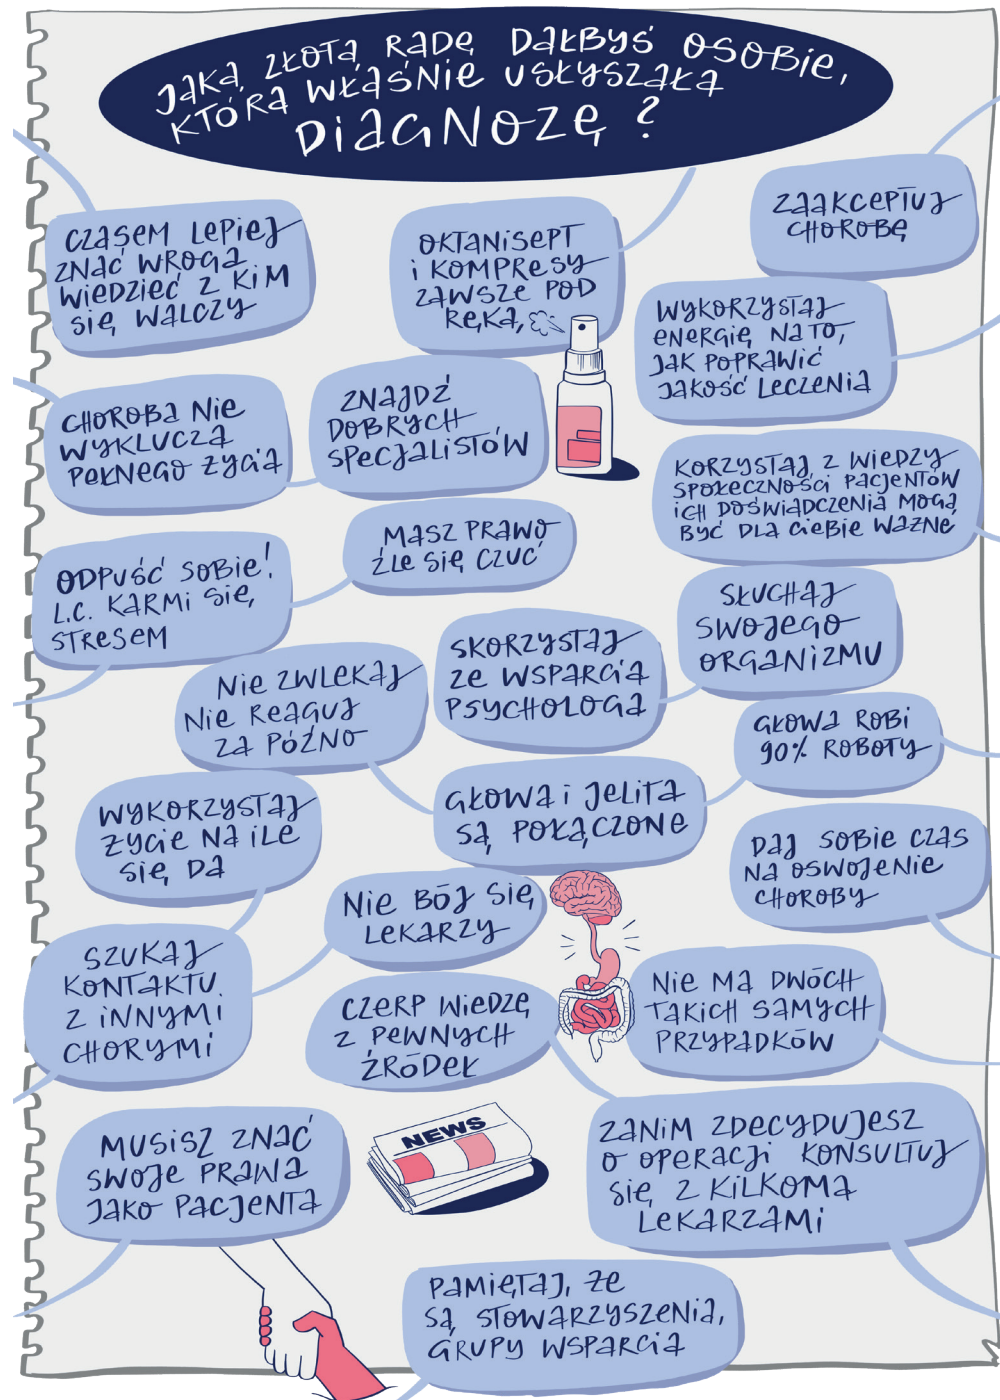 JAKĄ ZŁOTĄ RADĘ DAŁBYŚ OSOBIE,
KTÓRA WŁAŚNIE USŁYSZAŁA
DIAGNOZĘ?
CZASEM LEPIEJ
ZNAĆ WROGA
WIEDZIEĆ Z KIM
SIĘ WALCZY
OKTANISEPT
I KOMPRESY
ZAWSZE POD
RĘKĄ,
ZAAKCEPTUJ
CHOROBĘ
WYKORZYSTAJ
ENERGIĘ NA TO,
JAK POPRAWIĆ
JAKOŚĆ LECZENIA
CHOROBA NIE
WYKLUCZA
PEŁNEGO ŻYCIA
ZNAJDŹ
DOBRYCH
SPECJALISTÓW
KORZYSTAJ Z WIEDZY
SPOŁECZNOŚCI PACJENTÓW
ICH DOŚWIADCZENIA MOGĄ
BYĆ DLA CIEBIE WAŻNE
MASZ PRAWO
ŹLE SIĘ CZUĆ
ODPUŚĆ SOBIE!
L.C. KARMI SIĘ
STRESEM
SŁUCHAJ
SWOJEGO
ORGANIZMU
SKORZYSTAJ
ZE WSPARCIA
PSYCHOLOGA
NIE ZWLEKAJ
NIE REAGUJ
ZA PÓŹNO
GŁOWA ROBI
90% ROBOTY
GŁOWA I JELITA
SĄ POŁĄCZONE
WYKORZYSTAJ
ŻYCIE NA ILE
SIĘ DA
DAJ SOBIE CZAS
NA OSWOJENIE
CHOROBY
NIE BÓJ SIĘ
LEKARZY
SZUKAJ
KONTAKTU
Z INNYMI
CHORYMI
CZERP WIEDZĘ
Z PEWNYCH
ŹRÓDEŁ
NIE MA DWÓCH
TAKICH SAMYCH
PRZYPADKÓW
MUSISZ ZNAĆ
SWOJE PRAWA
JAKO PACJENTA
NEWS
ZANIM ZDECYDUJESZ
O OPERACJI KONSULTUJ
SIĘ Z KILKOMA
LEKARZAMI
PAMIĘTAJ, ŻE
SĄ STOWARZYSZENIA,
GRUPY WSPARCIA